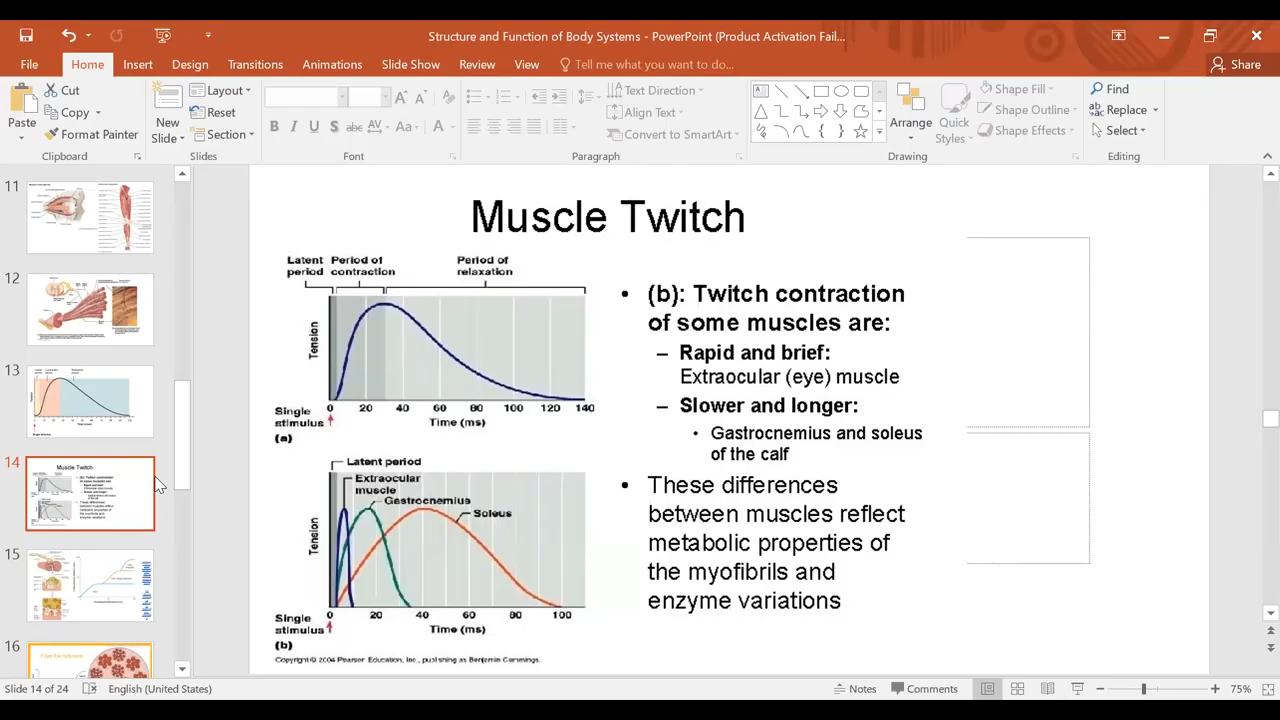 Structure and Function of Body Systems - PowerPoint (Product Activation Fail...
File Home Insert Design Transitions Animations Slide Show Review View Tell me what you want to do... Share
Paste
Cut
Copy
Format Painter
Clipboard
New
Slide
Layout
Reset
Section
Slides
B I U S abc AV Aa A
Font
Text Direction
Align Text
Convert to SmartArt
Paragraph
Arrange
Quick
Styles
Shape Fill
Shape Outline
Shape Effects
Drawing
Find
Replace
Select
Editing
11
12
13
14
Muscle Twitch
15
16
Muscle Twitch
Latent
period
Period of
contraction
Period of
relaxation
Tension
0 20 40 60 80 100 120 140
Single
stimulus
Time (ms)
(a)
Latent period
Extraocular
muscle
Gastrocnemius
Soleus
Tension
0 20 40 60 80 100
Single
stimulus
Time (ms)
(b)
Copyright © 2004 Pearson Education, Inc., publishing as Benjamin Cummings.
• (b): Twitch contraction
of some muscles are:
– Rapid and brief:
Extraocular (eye) muscle
– Slower and longer:
• Gastrocnemius and soleus
of the calf
• These differences
between muscles reflect
metabolic properties of
the myofibrils and
enzyme variations
Slide 14 of 24 English (United States) Notes Comments 75%